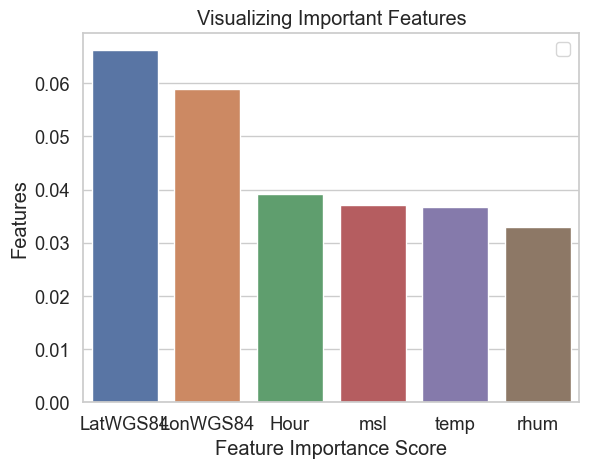 Visualizing Important Features
0.06
0.05
0.04
0.03
0.02
0.01
0.00
Features
LatWGS84 LonWGS84 Hour msl temp rhum
Feature Importance Score